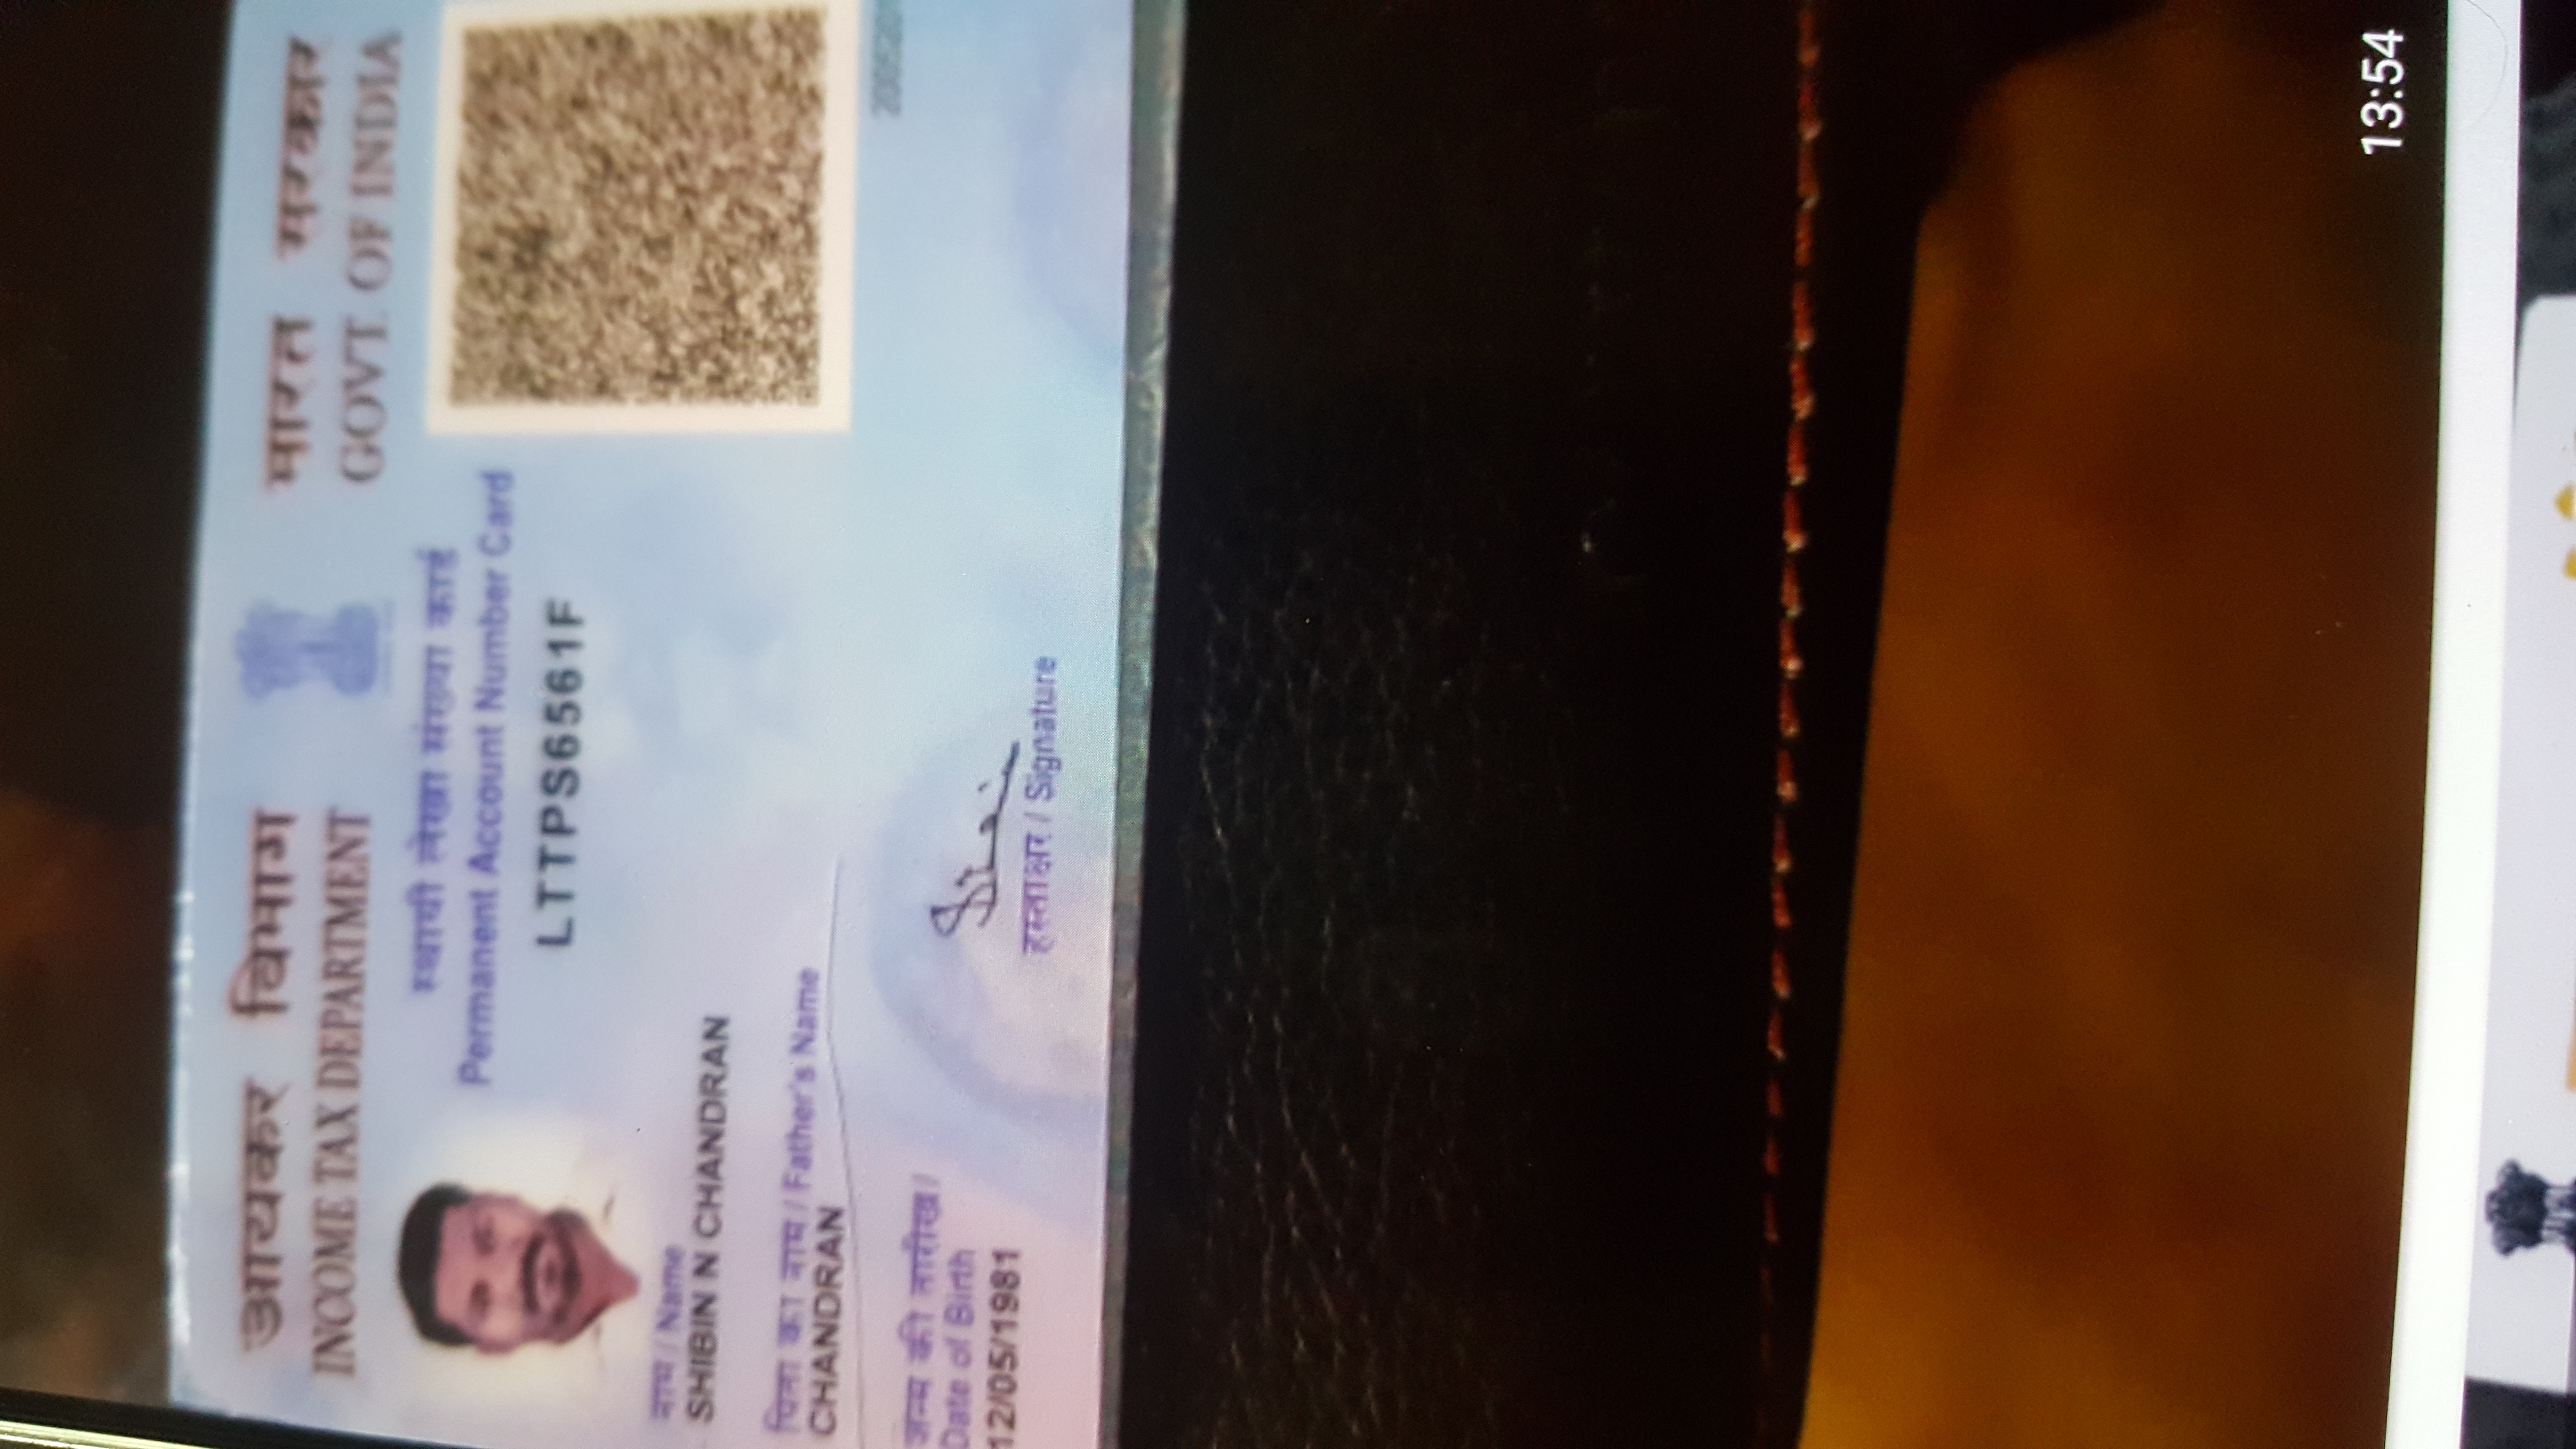 आयकर विभाग
INCOME TAX DEPARTMENT
भारत सरकार
GOVT. OF INDIA
स्थायी लेखा संख्या कार्ड
Permanent Account Number Card
LTTPS6561F
नाम / Name
SHIBIN N CHANDRAN
पिता का नाम / Father's Name
CHANDRAN
जन्म की तारीख /
Date of Birth
12/05/1981
हस्ताक्षर / Signature
13:54